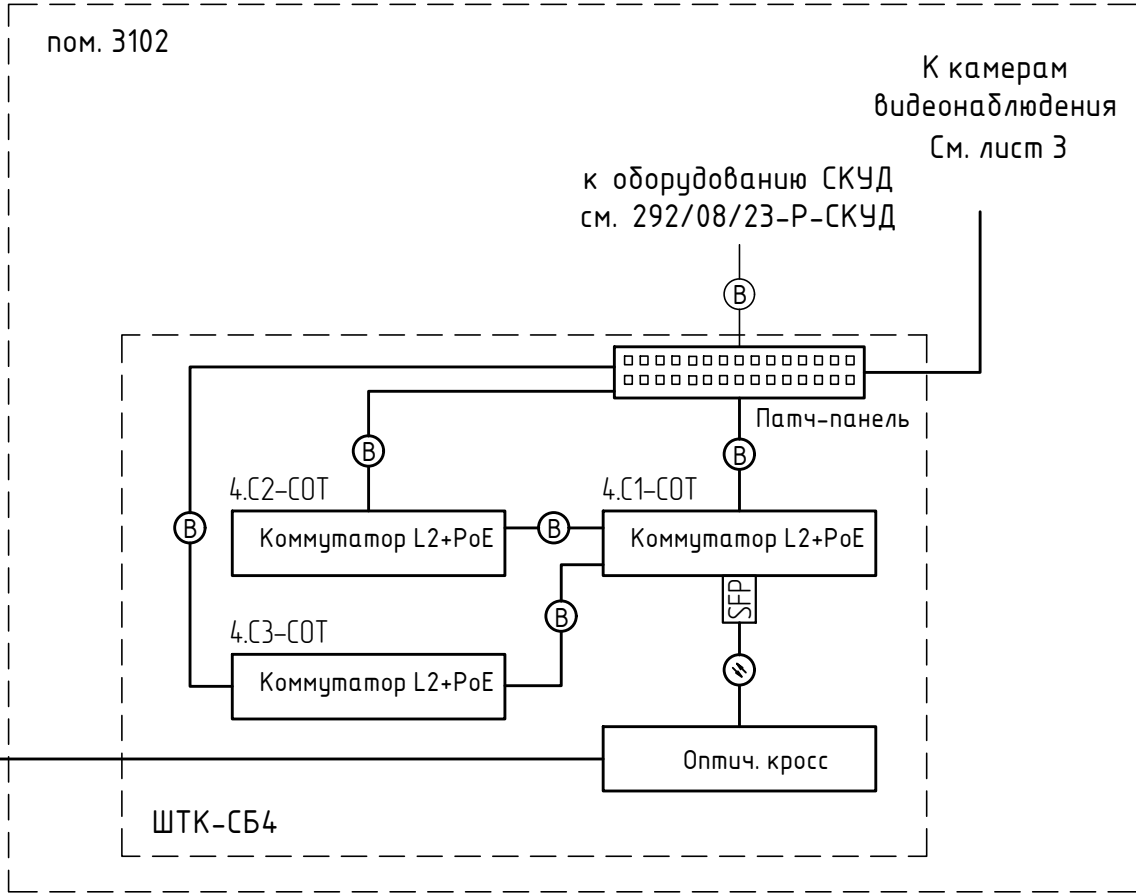 пом. 3102
К камерам
видеонаблюдения
См. лист 3
к оборудованию СКУД
см. 292/08/23-Р-СКУД
В
Патч-панель
В
В
4.С2-СОТ
4.С1-СОТ
В
Коммутатор L2+PoE
В
Коммутатор L2+PoE
SFP
В
4.С3-СОТ
Коммутатор L2+PoE
Оптич. кросс
ШТК-СБ4